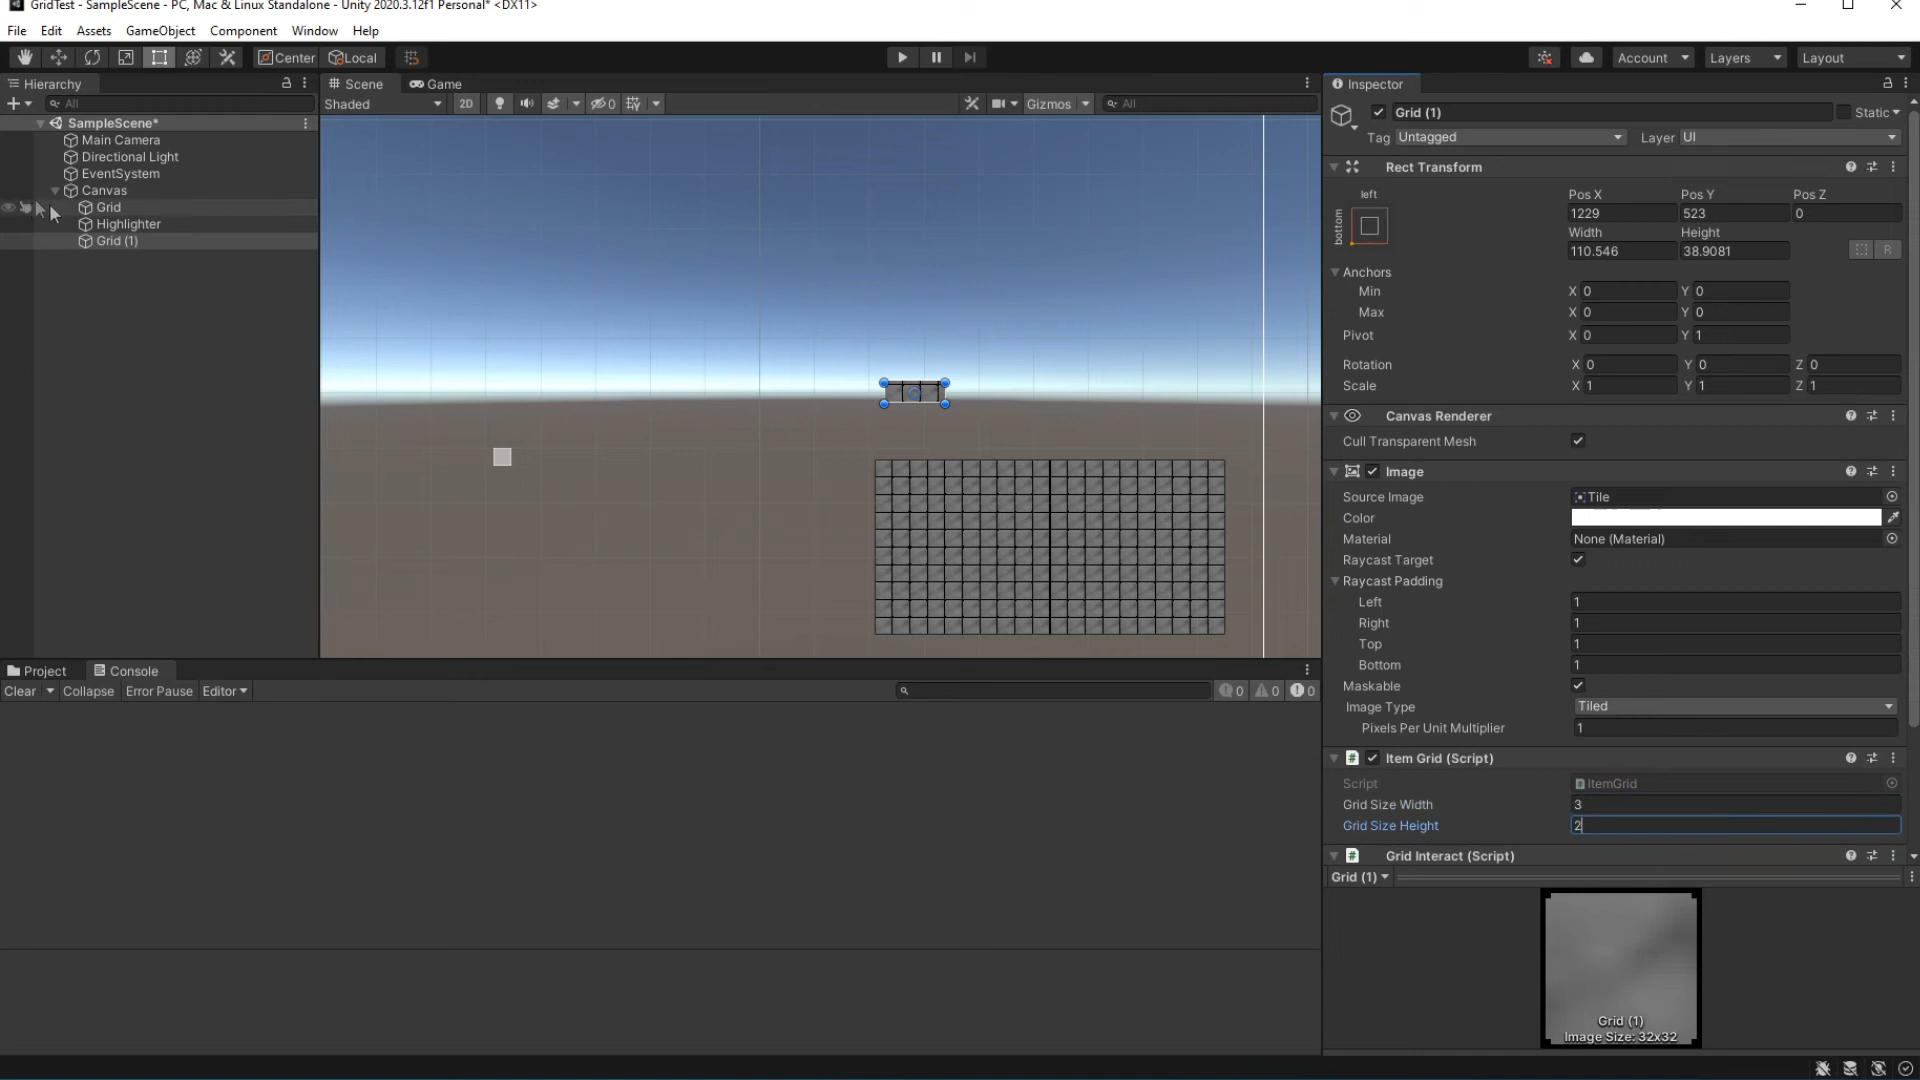 GridTest - SampleScene - PC, Mac & Linux Standalone - Unity 2020.3.12f1 Personal* <DX11>
File Edit Assets GameObject Component Window Help
Center Local Account Layers Layout
Hierarchy
All
SampleScene*
Main Camera
Directional Light
EventSystem
Canvas
Grid
Highlighter
Grid (1)
Scene Game
Shaded 2D 0 Gizmos All
Project Console
Clear Collapse Error Pause Editor 0 0 0
Inspector
Grid (1) Static
Tag Untagged Layer UI
Rect Transform
left
bottom
Pos X Pos Y Pos Z
1229 523 0
Width Height
110.546 38.9081 R
Anchors
Min X 0 Y 0
Max X 0 Y 0
Pivot X 0 Y 1
Rotation X 0 Y 0 Z 0
Scale X 1 Y 1 Z 1
Canvas Renderer
Cull Transparent Mesh
Image
Source Image Tile
Color
Material None (Material)
Raycast Target
Raycast Padding
Left 1
Right 1
Top 1
Bottom 1
Maskable
Image Type Tiled
Pixels Per Unit Multiplier 1
# Item Grid (Script)
Script ItemGrid
Grid Size Width 3
Grid Size Height 2
# Grid Interact (Script)
Grid (1)
Grid (1)
Image Size: 32x32